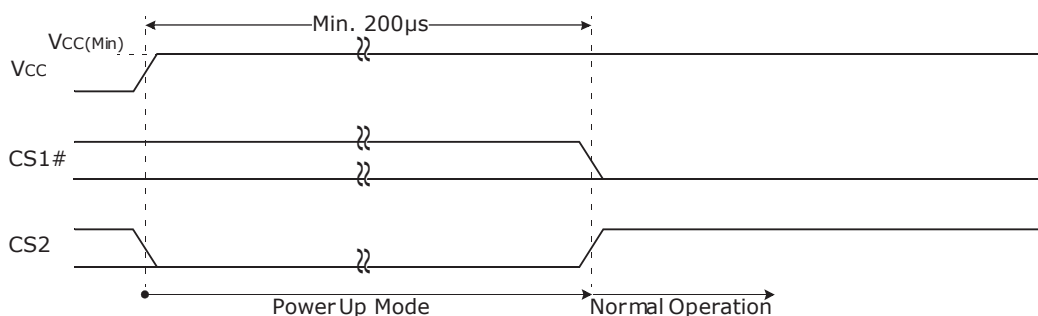 Min. 200µs
VCC(Min)
VCC
CS1#
CS2
Power Up Mode
Normal Operation